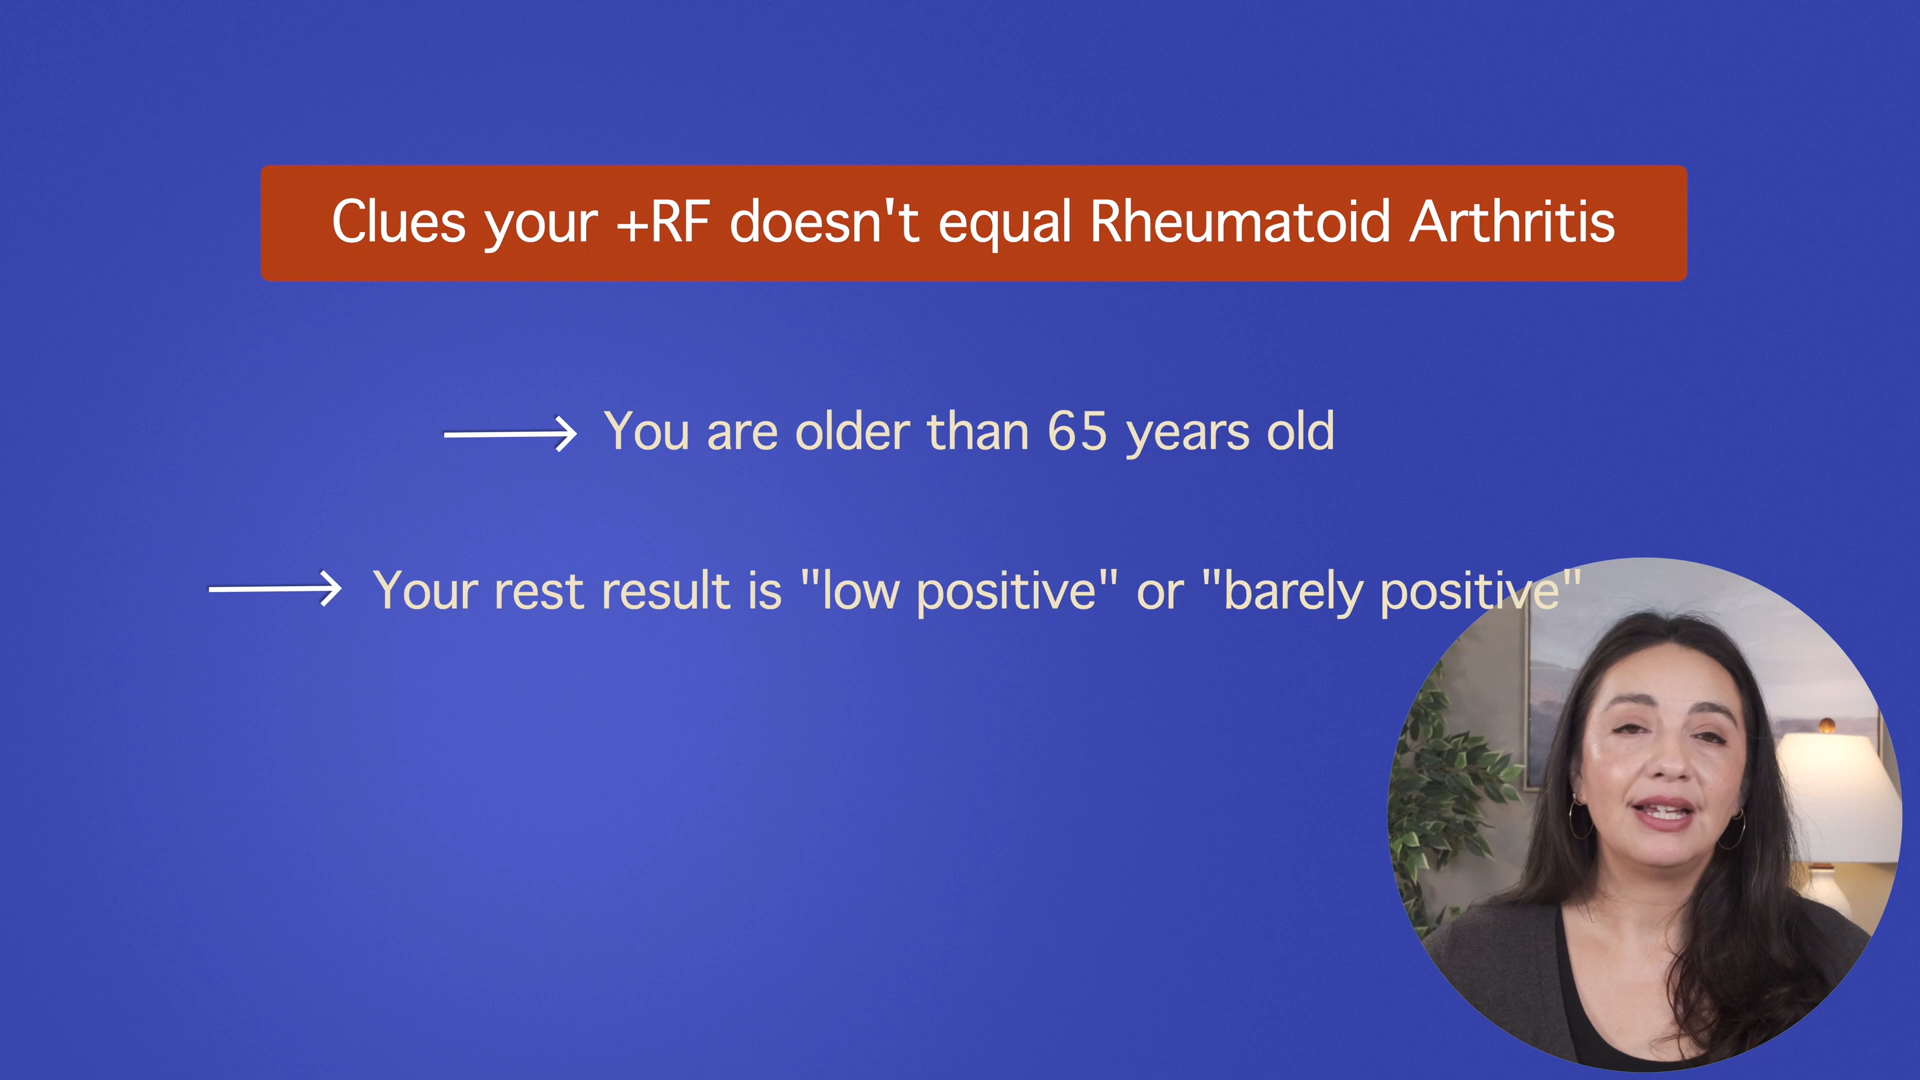 Clues your +RF doesn't equal Rheumatoid Arthritis
You are older than 65 years old
Your rest result is "low positive" or "barely positive"